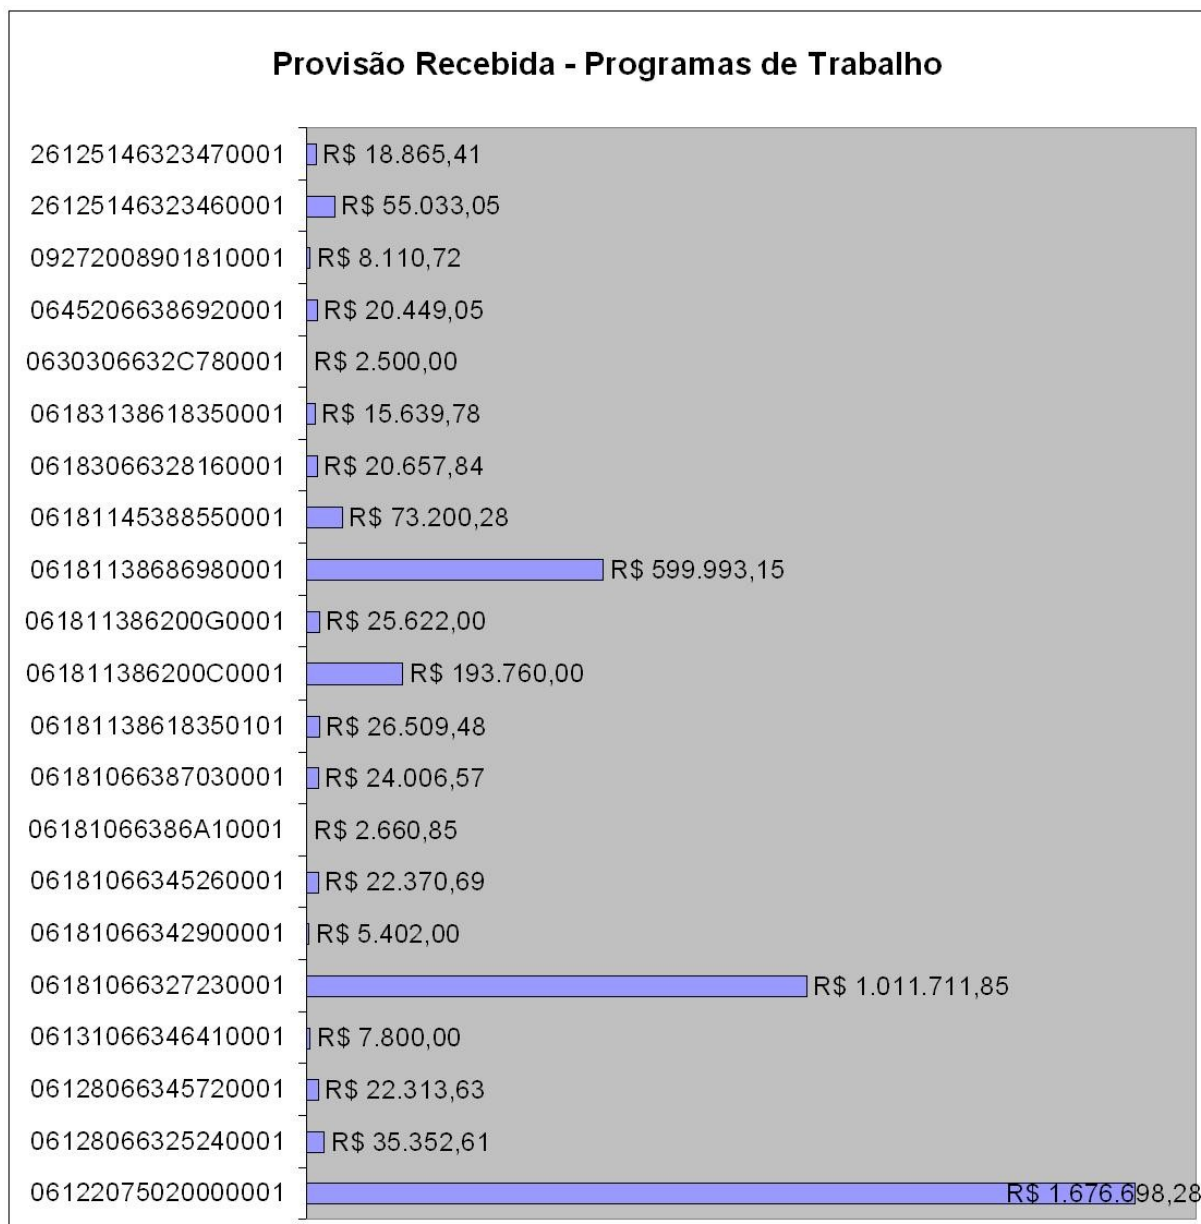 Provisão Recebida - Programas de Trabalho
26125146323470001 R$ 18.865,41
26125146323460001 R$ 55.033,05
09272008901810001 R$ 8.110,72
06452066386920001 R$ 20.449,05
0630306632C780001 R$ 2.500,00
06183138618350001 R$ 15.639,78
06183066328160001 R$ 20.657,84
06181145388550001 R$ 73.200,28
06181138686980001 R$ 599.993,15
061811386200G0001 R$ 25.622,00
061811386200C0001 R$ 193.760,00
06181138618350101 R$ 26.509,48
06181066387030001 R$ 24.006,57
06181066386A10001 R$ 2.660,85
06181066345260001 R$ 22.370,69
06181066342900001 R$ 5.402,00
06181066327230001 R$ 1.011.711,85
06131066346410001 R$ 7.800,00
06128066345720001 R$ 22.313,63
06128066325240001 R$ 35.352,61
06122075020000001 R$ 1.676.698,28